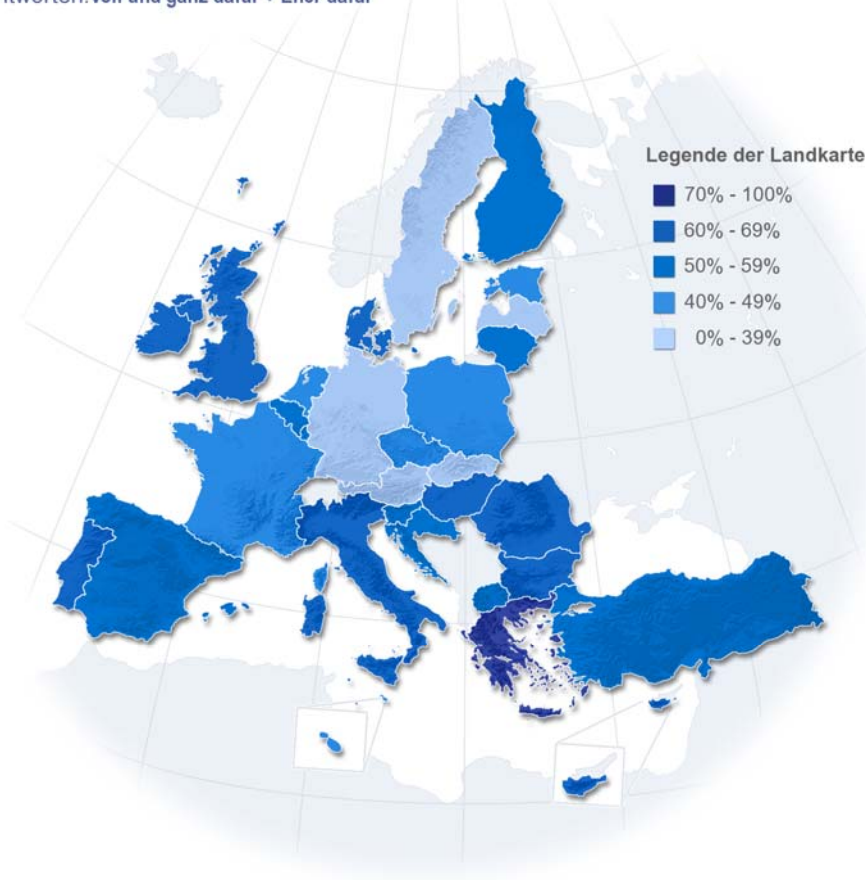 Voll und ganz dafür + Eher dafür
Legende der Landkarte
70% - 100%
60% - 69%
50% - 59%
40% - 49%
0% - 39%